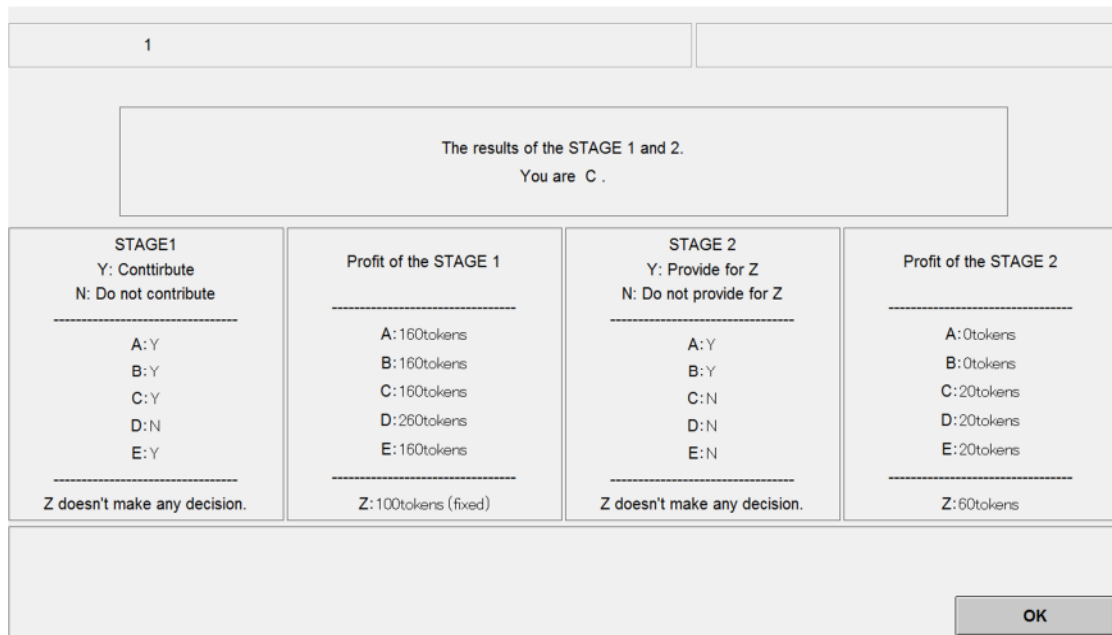 1
The results of the STAGE 1 and 2.
You are C .
STAGE1
Y: Conttirbute
N: Do not contribute
---------------------------------
A:Y
B:Y
C:Y
D:N
E:Y
---------------------------------
Z doesn't make any decision.
Profit of the STAGE 1
---------------------------------
A:160tokens
B:160tokens
C:160tokens
D:260tokens
E:160tokens
---------------------------------
Z:100tokens (fixed)
STAGE 2
Y: Provide for Z
N: Do not provide for Z
---------------------------------
A:Y
B:Y
C:N
D:N
E:N
---------------------------------
Z doesn't make any decision.
Profit of the STAGE 2
---------------------------------
A:0tokens
B:0tokens
C:20tokens
D:20tokens
E:20tokens
---------------------------------
Z:60tokens
OK